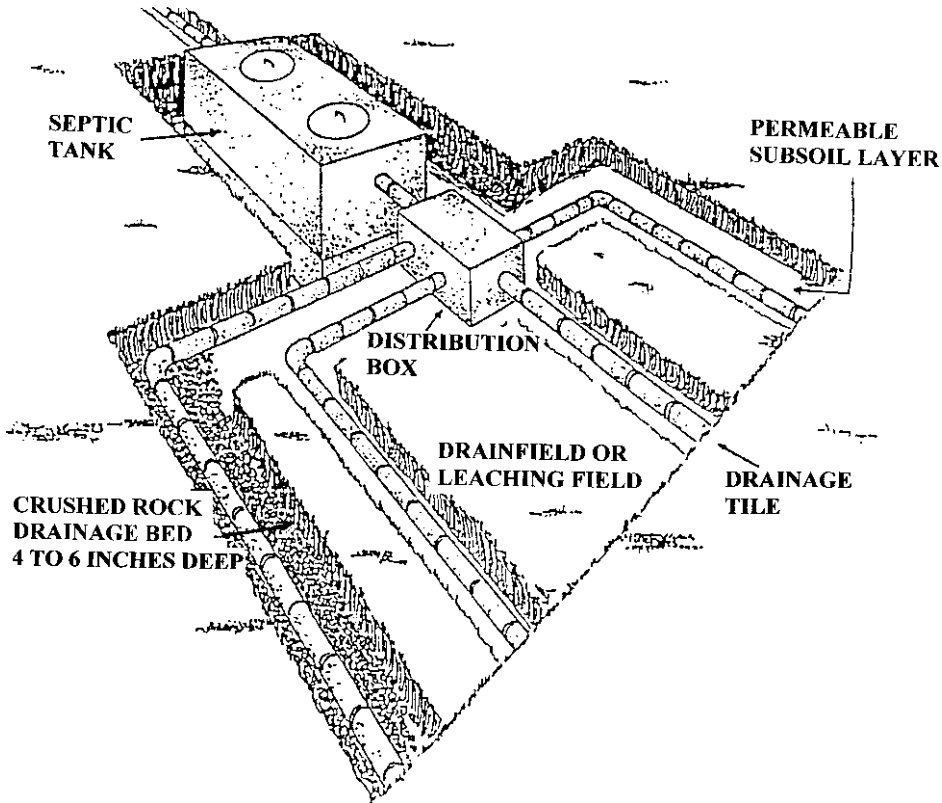 SEPTIC
TANK
PERMEABLE
SUBSOIL LAYER
DISTRIBUTION
BOX
DRAINFIELD OR
LEACHING FIELD
DRAINAGE
TILE
CRUSHED ROCK
DRAINAGE BED
4 TO 6 INCHES DEEP